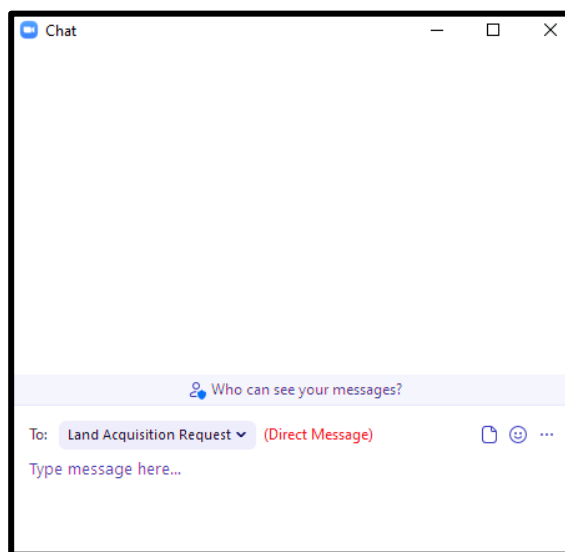 Chat
Who can see your messages?
To: Land Acquisition Request (Direct Message)
Type message here...